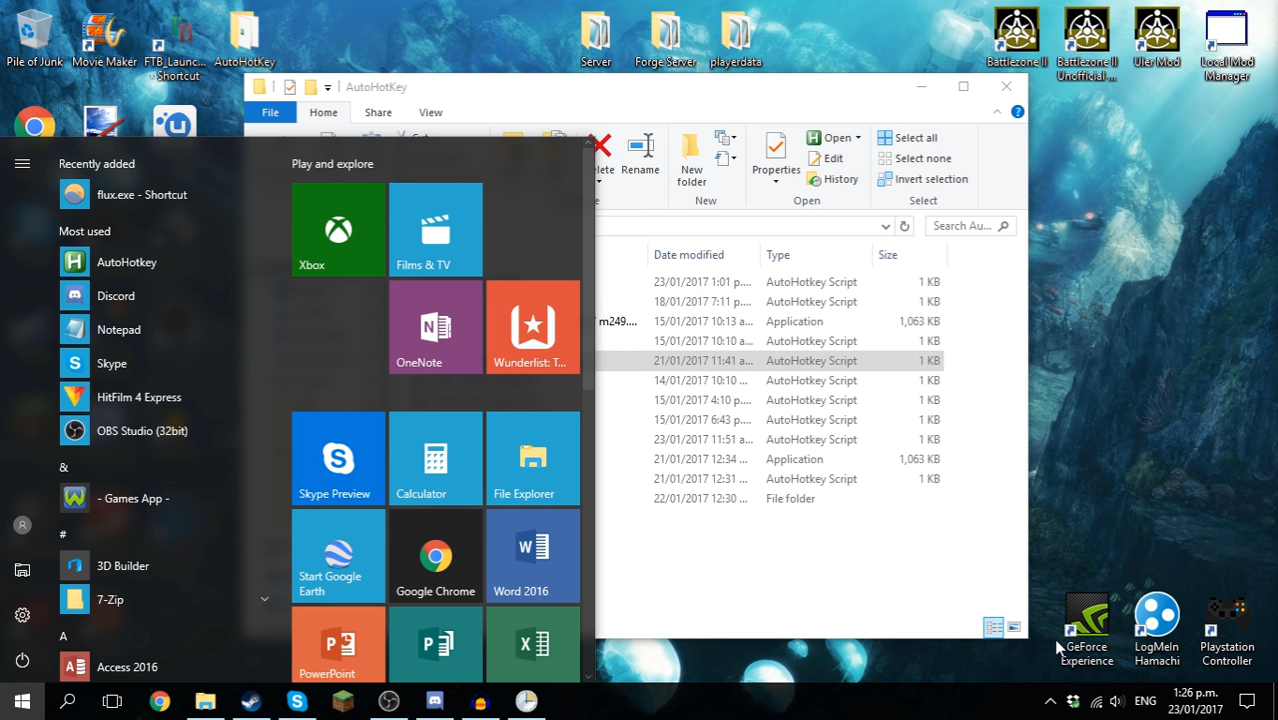 Pile of Junk
Movie Maker
FTB_Launc...
- Shortcut
AutoHotKey
Server
Forge Server
playerdata
Battlezone II
Battlezone II
Unofficial ...
Uler Mod
Local Mod
Manager
AutoHotKey
File
Home
Share
View
Rename
New
folder
Properties
Open
Edit
History
Select all
Select none
Invert selection
New
Open
Select
Search Au...
Date modified
Type
Size
23/01/2017 1:01 p....
AutoHotkey Script
1 KB
18/01/2017 7:11 p....
AutoHotkey Script
1 KB
m249....
15/01/2017 10:13 a...
Application
1,063 KB
15/01/2017 10:10 a...
AutoHotkey Script
1 KB
21/01/2017 11:41 a...
AutoHotkey Script
1 KB
14/01/2017 10:10 ...
AutoHotkey Script
1 KB
15/01/2017 4:10 p....
AutoHotkey Script
1 KB
15/01/2017 6:43 p....
AutoHotkey Script
1 KB
23/01/2017 11:51 a...
AutoHotkey Script
1 KB
21/01/2017 12:34 ...
Application
1,063 KB
21/01/2017 12:31 ...
AutoHotkey Script
1 KB
22/01/2017 12:30 ...
File folder
Recently added
flux.exe - Shortcut
Most used
AutoHotkey
Discord
Notepad
Skype
HitFilm 4 Express
OBS Studio (32bit)
&
- Games App -
#
3D Builder
7-Zip
A
Access 2016
Play and explore
Xbox
Films & TV
OneNote
Wunderlist: T...
Skype Preview
Calculator
File Explorer
Start Google
Earth
Google Chrome
Word 2016
PowerPoint
GeForce
Experience
LogMeIn
Hamachi
Playstation
Controller
ENG
1:26 p.m.
23/01/2017